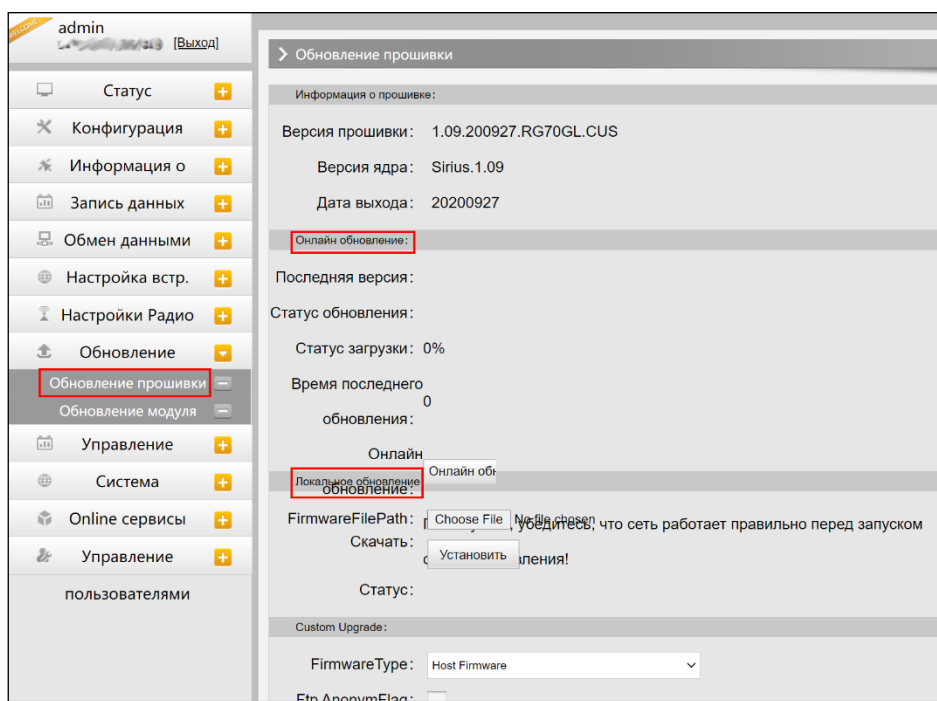 WELCOME
admin
[Выход]
Статус
Конфигурация
Информация о
Запись данных
Обмен данными
Настройка встр.
Настройки Радио
Обновление
Обновление прошивки
Обновление модуля
Управление
Система
Online сервисы
Управление
пользователями
Обновление прошивки
Информация о прошивке:
Версия прошивки: 1.09.200927.RG70GL.CUS
Версия ядра: Sirius.1.09
Дата выхода: 20200927
Онлайн обновление:
Последняя версия:
Статус обновления:
Статус загрузки: 0%
Время последнего
0
обновления:
Онлайн
Онлайн обн
Локальное обновление
обновление:
FirmwareFilePath: Choose File No file chosen
убедитесь, что сеть работает правильно перед запуском
Скачать: Установить
вления!
Статус:
Custom Upgrade:
FirmwareType: Host Firmware
Ftp AnonymFlag: